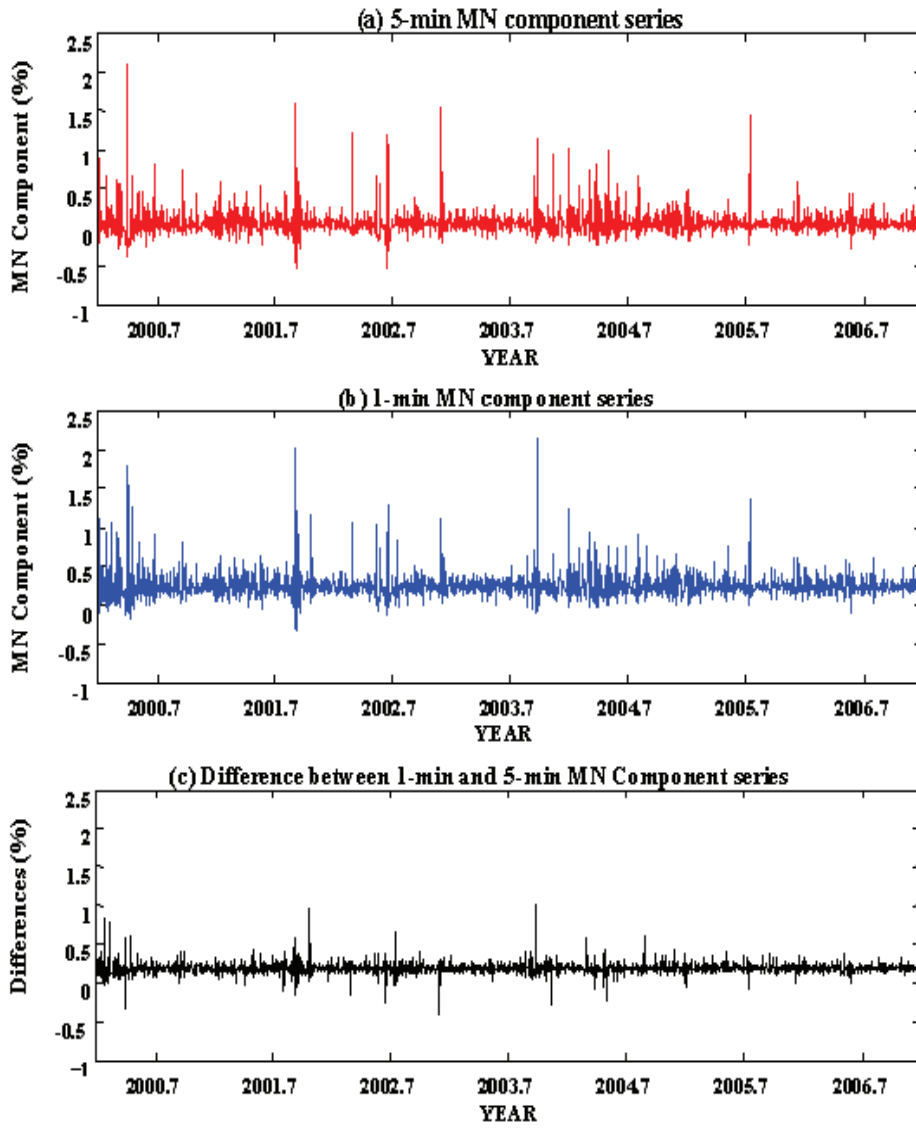 (a) 5-min MN component series
MN Component (%)
2.5
2
1.5
1
0.5
0
-0.5
-1
2000.7 2001.7 2002.7 2003.7 2004.7 2005.7 2006.7
YEAR
(b) 1-min MN component series
MN Component (%)
2.5
2
1.5
1
0.5
0
-0.5
-1
2000.7 2001.7 2002.7 2003.7 2004.7 2005.7 2006.7
YEAR
(c) Difference between 1-min and 5-min MN Component series
Differences (%)
2.5
2
1.5
1
0.5
0
-0.5
-1
2000.7 2001.7 2002.7 2003.7 2004.7 2005.7 2006.7
YEAR